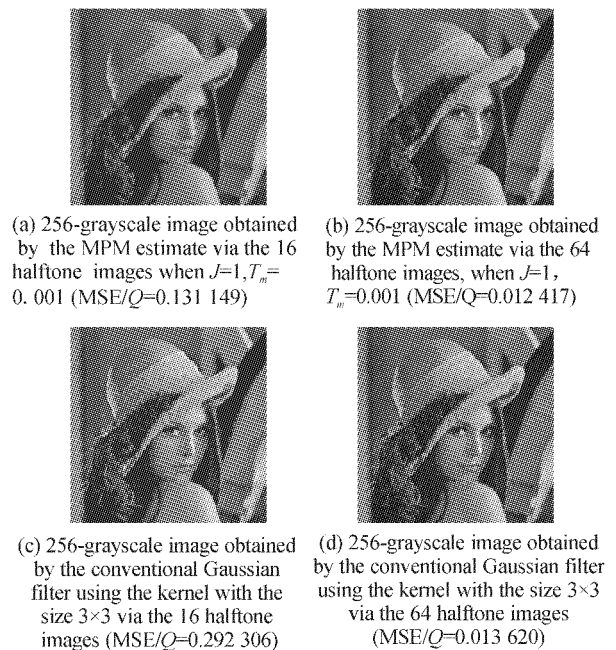 (a) 256-grayscale image obtained
by the MPM estimate via the 16
halftone images when J=1,Tm=
0. 001 (MSE/Q=0.131 149)
(b) 256-grayscale image obtained
by the MPM estimate via the 64
halftone images, when J=1,
Tm=0.001 (MSE/Q=0.012 417)
(c) 256-grayscale image obtained
by the conventional Gaussian
filter using the kernel with the
size 3×3 via the 16 halftone
images (MSE/Q=0.292 306)
(d) 256-grayscale image obtained
by the conventional Gaussian filter
using the kernel with the size 3×3
via the 64 halftone images
(MSE/Q=0.013 620)